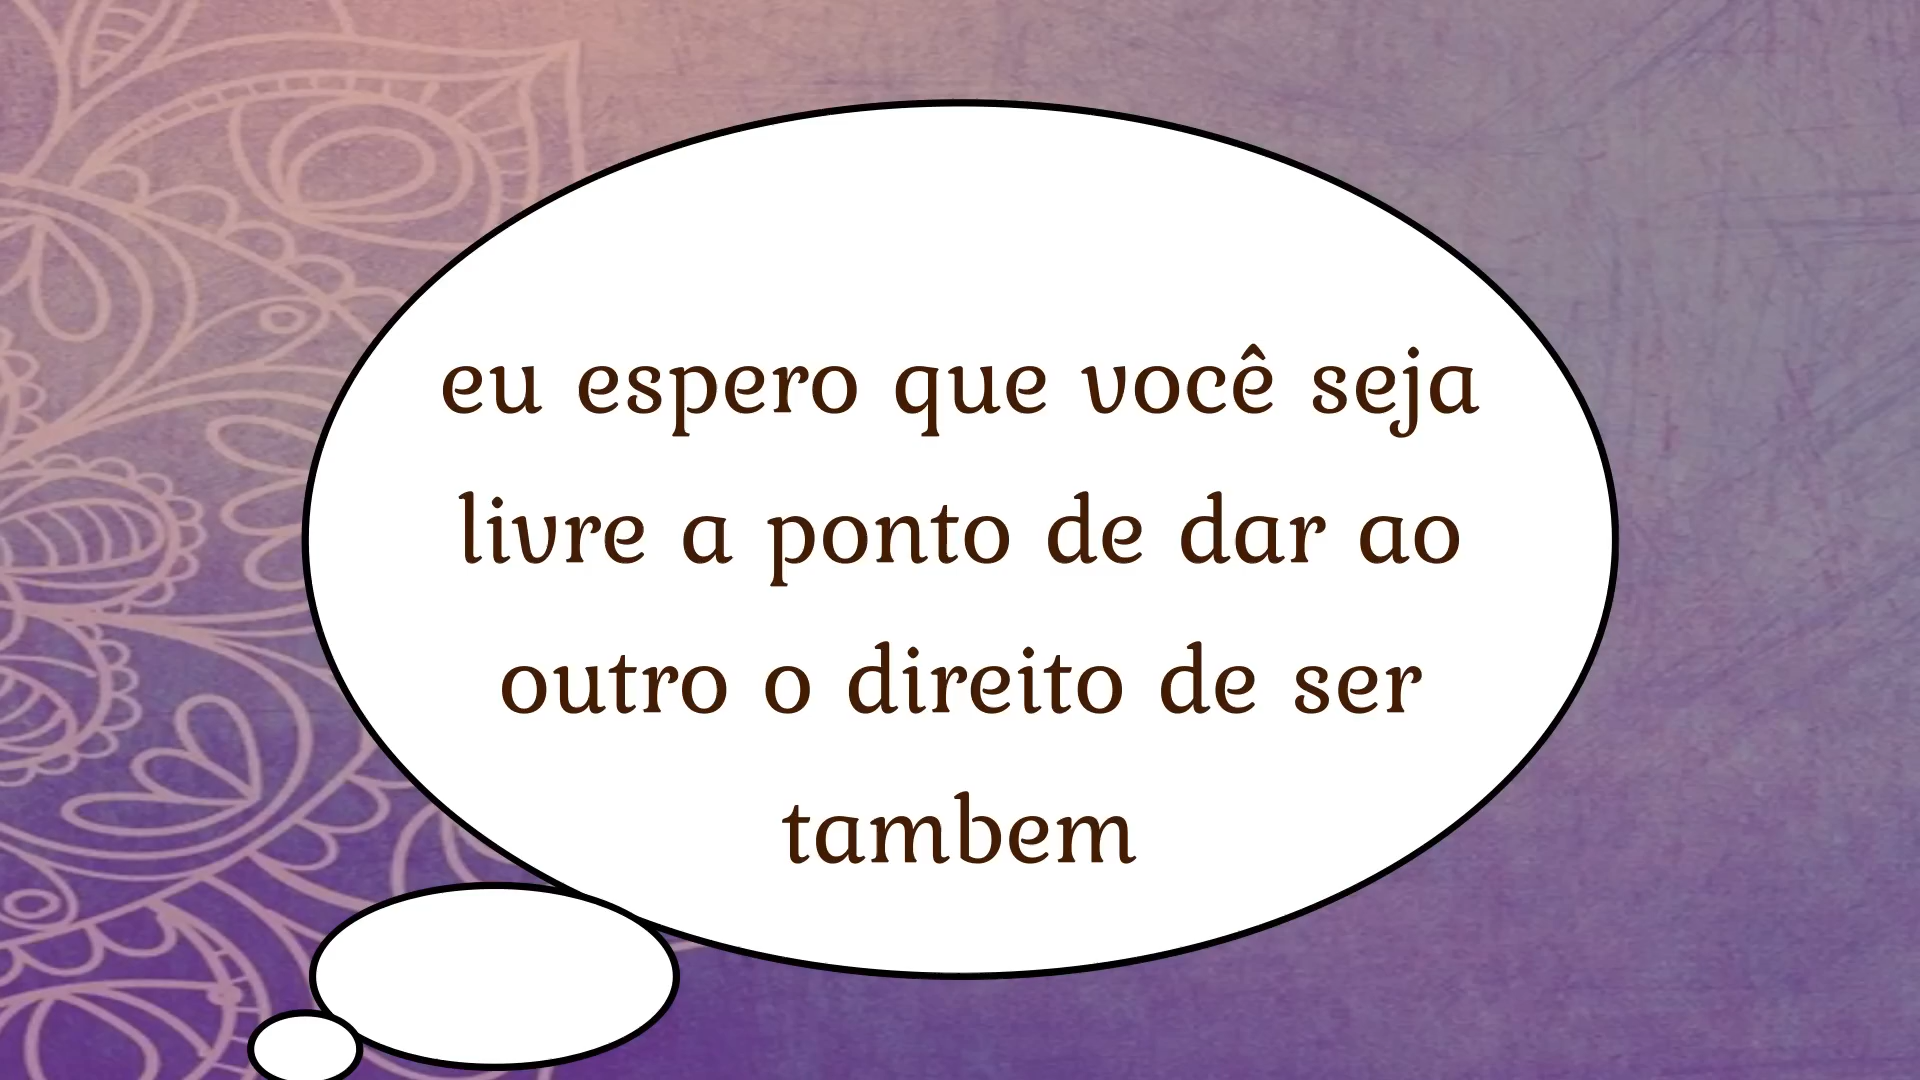 eu espero que você seja
livre a ponto de dar ao
outro o direito de ser
tambem